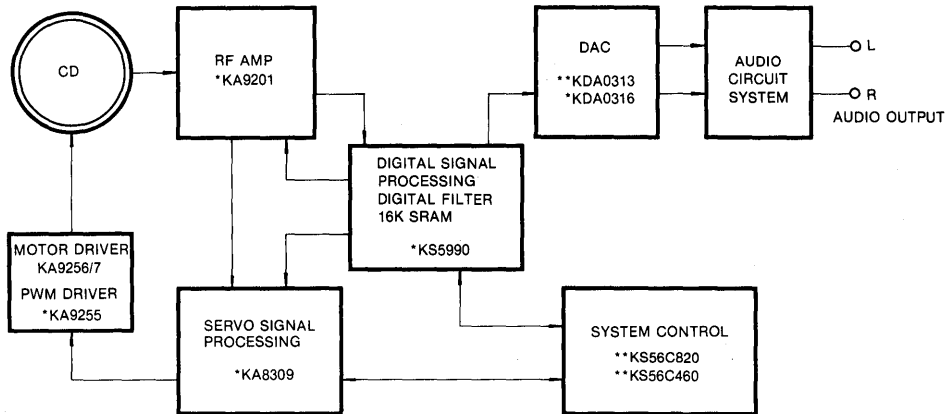 CD
RF AMP
*KA9201
DAC
**KDA0313
*KDA0316
AUDIO
CIRCUIT
SYSTEM
L
R
AUDIO OUTPUT
DIGITAL SIGNAL
PROCESSING
DIGITAL FILTER
16K SRAM
*KS5990
MOTOR DRIVER
KA9256/7
PWM DRIVER
*KA9255
SERVO SIGNAL
PROCESSING
*KA8309
SYSTEM CONTROL
**KS56C820
**KS56C460